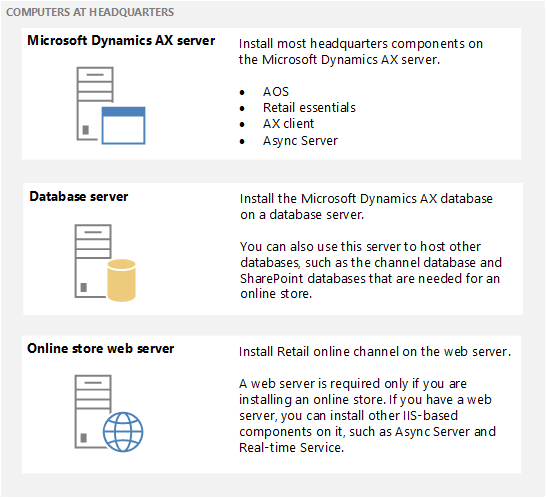 COMPUTERS AT HEADQUARTERS
Microsoft Dynamics AX server
Install most headquarters components on
the Microsoft Dynamics AX server.
• AOS
• Retail essentials
• AX client
• Async Server
Database server
Install the Microsoft Dynamics AX database
on a database server.
You can also use this server to host other
databases, such as the channel database and
SharePoint databases that are needed for an
online store.
Online store web server
Install Retail online channel on the web server.
A web server is required only if you are
installing an online store. If you have a web
server, you can install other IIS-based
components on it, such as Async Server and
Real-time Service.